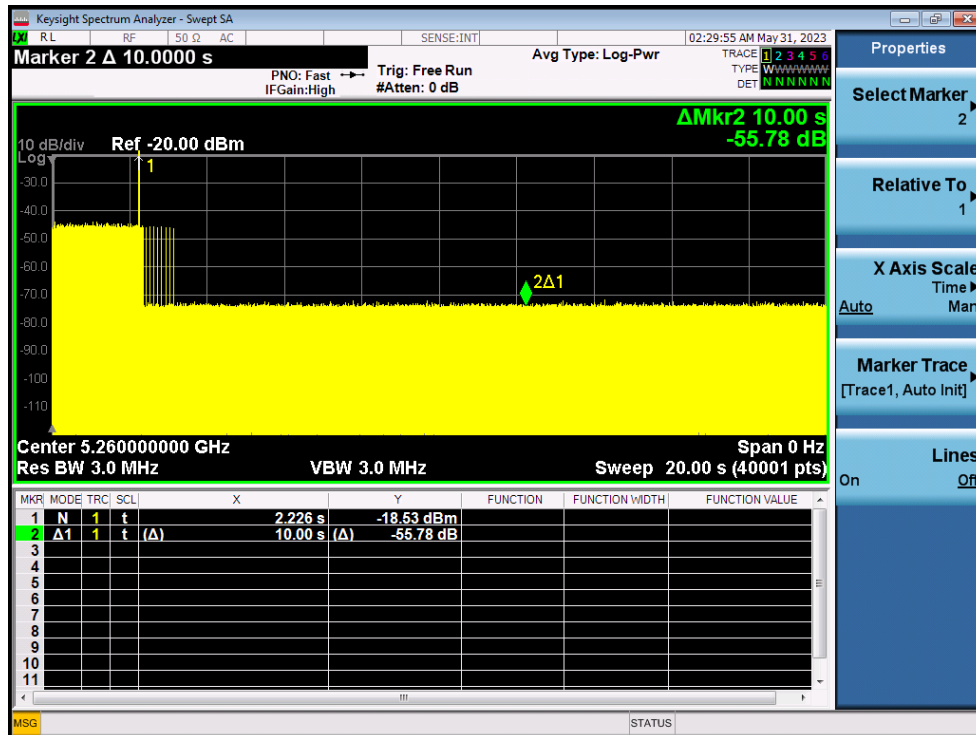 Keysight Spectrum Analyzer - Swept SA
LXI RL RF 50 Ω AC SENSE:INT 02:29:55 AM May 31, 2023
Marker 2 Δ 10.0000 s
PNO: Fast
IFGain:High
Trig: Free Run
#Atten: 0 dB
Avg Type: Log-Pwr
TRACE 1 2 3 4 5 6
TYPE WWWWWW
DET N N N N N N
ΔMkr2 10.00 s
-55.78 dB
10 dB/div Ref -20.00 dBm
Log
1
-30.0
-40.0
-50.0
-60.0
2Δ1
-70.0
-80.0
-90.0
-100
-110
Center 5.260000000 GHz Span 0 Hz
Res BW 3.0 MHz VBW 3.0 MHz Sweep 20.00 s (40001 pts)
MKR MODE TRC SCL X Y FUNCTION FUNCTION WIDTH FUNCTION VALUE
1 N 1 t 2.226 s -18.53 dBm
2 Δ1 1 t (Δ) 10.00 s (Δ) -55.78 dB
3
4
5
6
7
8
9
10
11
MSG STATUS
Properties
Select Marker
2
Relative To
1
X Axis Scale
Time
Auto Man
Marker Trace
[Trace1, Auto Init]
Lines
On Off